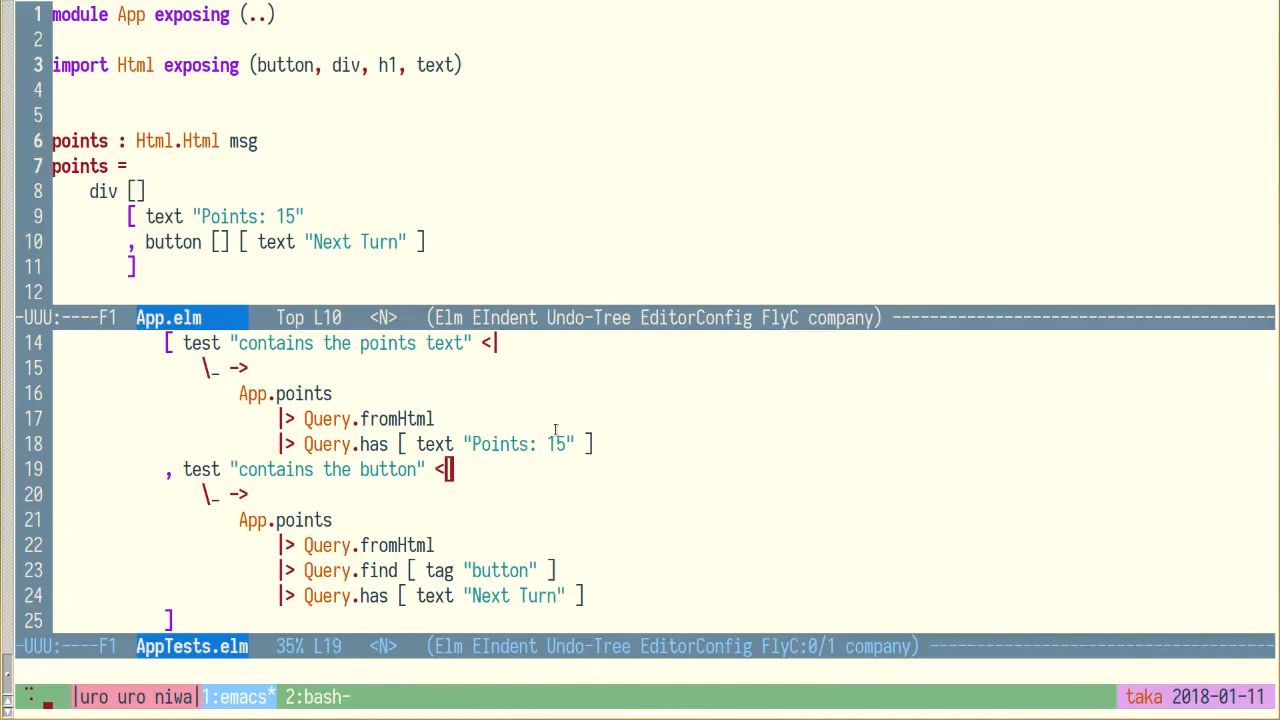 1 module App exposing (..)
2
3 import Html exposing (button, div, h1, text)
4
5
6 points : Html.Html msg
7 points =
8     div []
9         [ text "Points: 15"
10         , button [] [ text "Next Turn" ]
11         ]
12
-UUU:----F1  App.elm        Top L10   <N>   (Elm EIndent Undo-Tree EditorConfig FlyC company) -----------------------------------------
14             [ test "contains the points text" <|
15                 \_ ->
16                     App.points
17                         |> Query.fromHtml
18                         |> Query.has [ text "Points: 15" ]
19             , test "contains the button" <|
20                 \_ ->
21                     App.points
22                         |> Query.fromHtml
23                         |> Query.find [ tag "button" ]
24                         |> Query.has [ text "Next Turn" ]
25             ]
-UUU:----F1  AppTests.elm   35% L19   <N>   (Elm EIndent Undo-Tree EditorConfig FlyC:0/1 company) -------------------------------------
|uro uro niwa|1:emacs* 2:bash- taka 2018-01-11